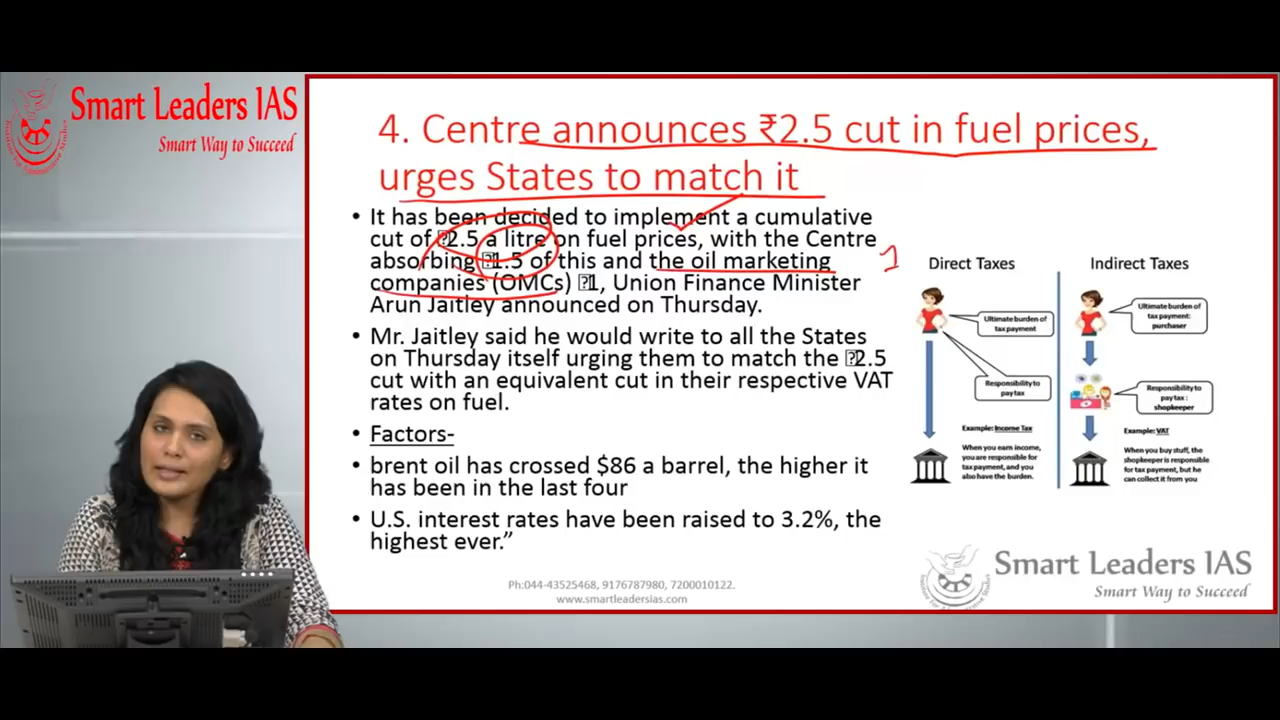 Smart Leaders IAS
Smart Way to Succeed
4. Centre announces ₹2.5 cut in fuel prices,
urges States to match it
• It has been decided to implement a cumulative
cut of 2.5 a litre on fuel prices, with the Centre
absorbing 1.5 of this and the oil marketing
companies (OMCs) 1, Union Finance Minister
Arun Jaitley announced on Thursday.
• Mr. Jaitley said he would write to all the States
on Thursday itself urging them to match the 2.5
cut with an equivalent cut in their respective VAT
rates on fuel.
• Factors-
• brent oil has crossed $86 a barrel, the higher it
has been in the last four
• U.S. interest rates have been raised to 3.2%, the
highest ever.”
1
Direct Taxes
Ultimate burden of
tax payment
Responsibility to
pay tax
Example: Income Tax
When you earn income,
you are responsible for
tax payment, and you
also have the burden.
Indirect Taxes
Ultimate burden of
tax payment:
purchaser
Responsibility to
pay tax :
shopkeeper
Example: VAT
When you buy stuff, the
shopkeeper is responsible
for tax payment, but he
can collect it from you
Smart Leaders IAS
Smart Way to Succeed
Ph:044-43525468, 9176787980, 7200010122.
www.smartleadersias.com